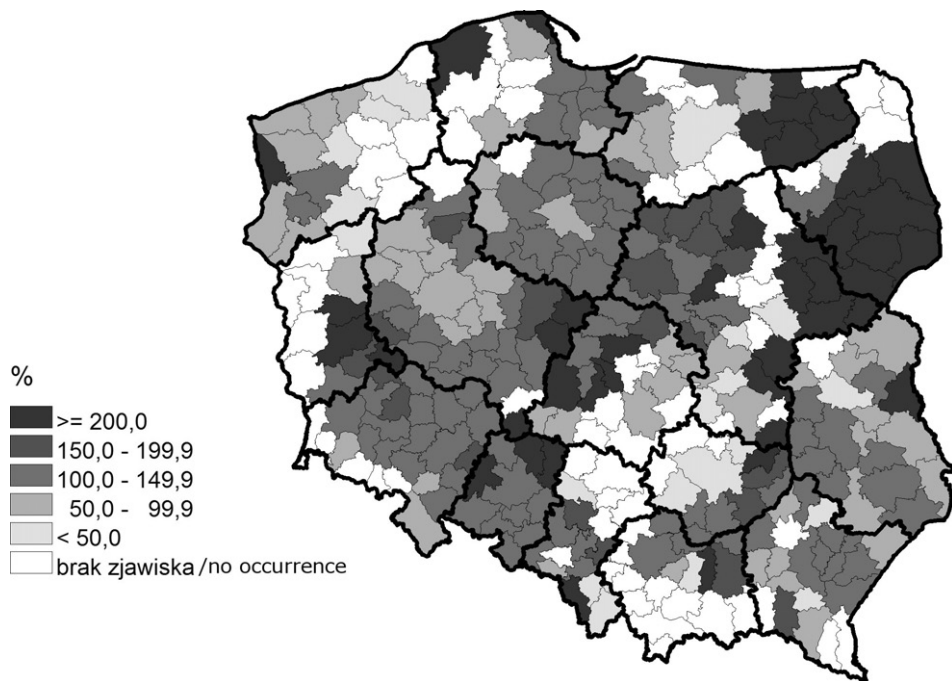 %
>= 200,0
150,0 - 199,9
100,0 - 149,9
50,0 - 99,9
< 50,0
brak zjawiska /no occurrence